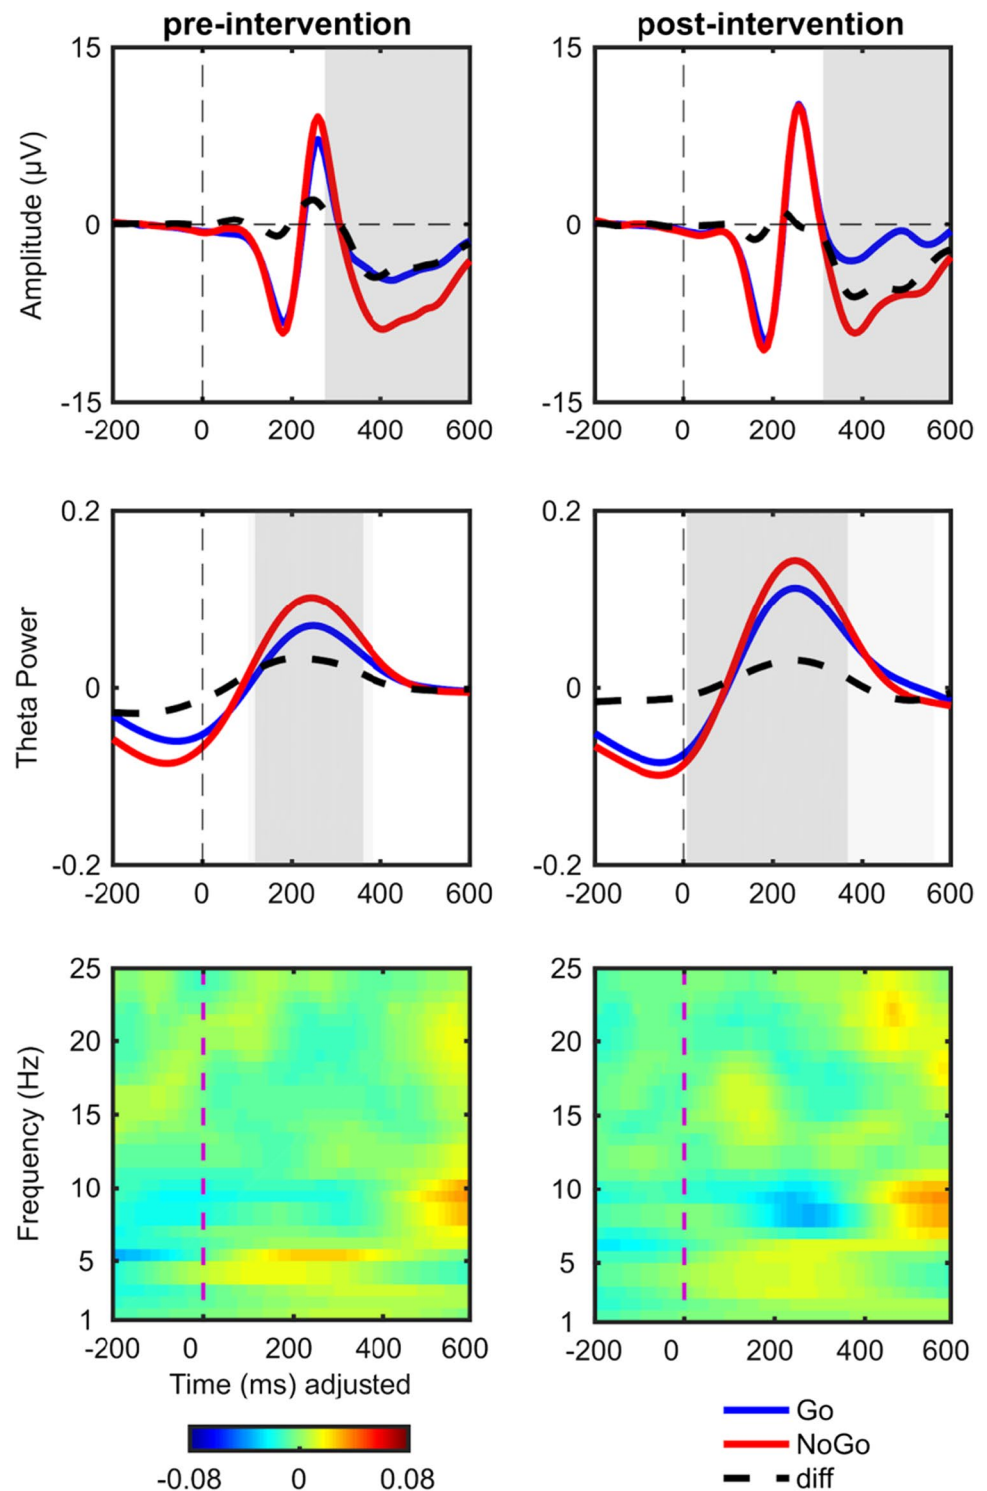 pre-intervention post-intervention
15 15
Amplitude (µV)
0 0
-15 -15
-200 0 200 400 600 -200 0 200 400 600
0.2 0.2
Theta Power
0 0
-0.2 -0.2
-200 0 200 400 600 -200 0 200 400 600
25 25
20 20
Frequency (Hz)
15 15
10 10
5 5
1 1
-200 0 200 400 600 -200 0 200 400 600
Time (ms) adjusted
Go
NoGo
diff
-0.08 0 0.08